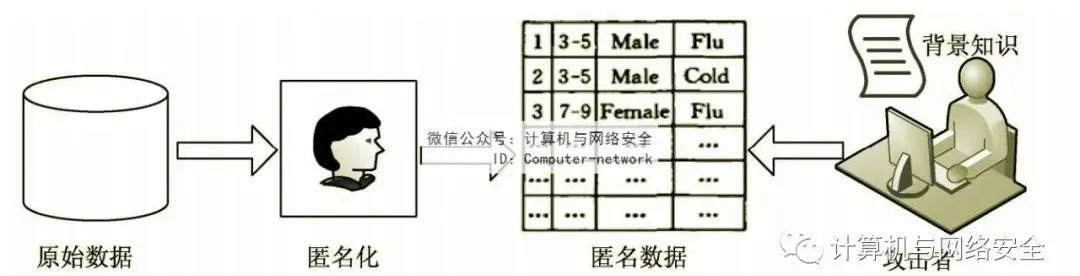 1 3-5 Male Flu
2 3-5 Male Cold
3 7-9 Female Flu
... ... ... ...
... ... ... ...
... ... ... ...
背景知识
微信公众号：计算机与网络安全
ID：Computer-network
原始数据
匿名化
匿名数据
攻击者
计算机与网络安全